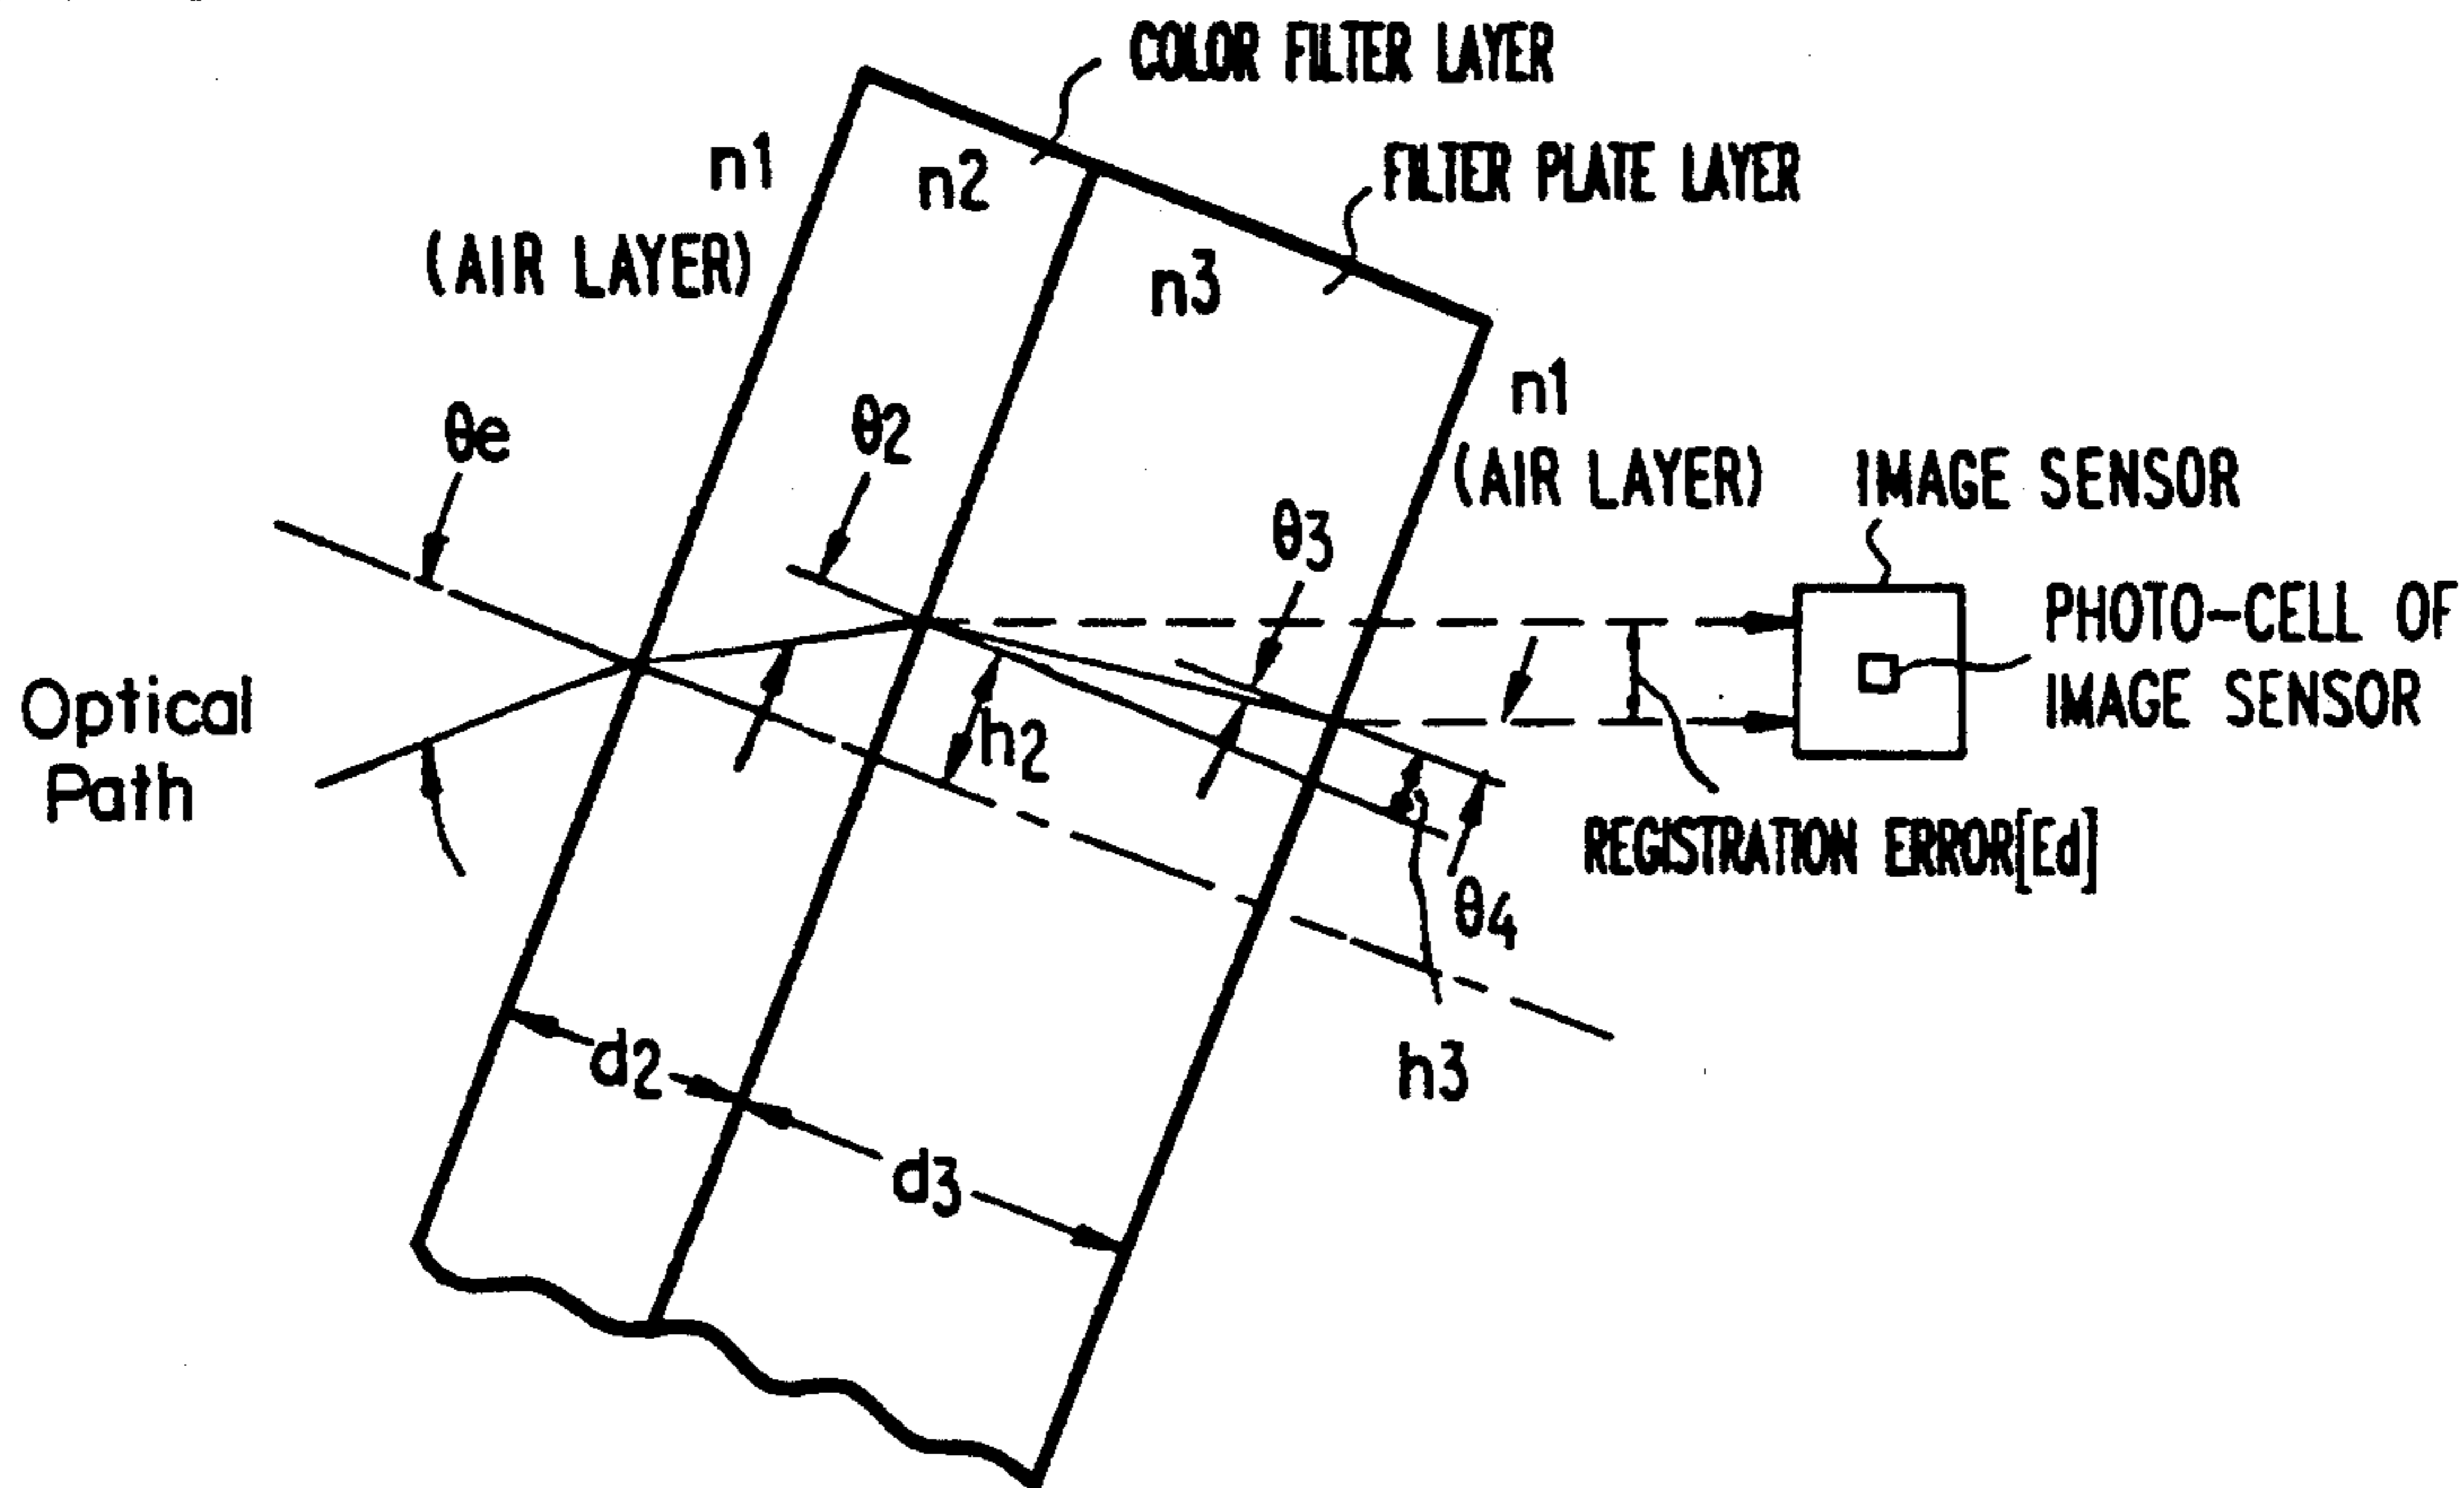 COLOR FILTER LAYER
FILTER PLATE LAYER
n1
(AIR LAYER)
n2
n3
n1
(AIR LAYER)
IMAGE SENSOR
θe
θ2
θ3
PHOTO-CELL OF
IMAGE SENSOR
Optical
Path
h2
REGISTRATION ERROR[Ed]
θ4
h3
d2
d3